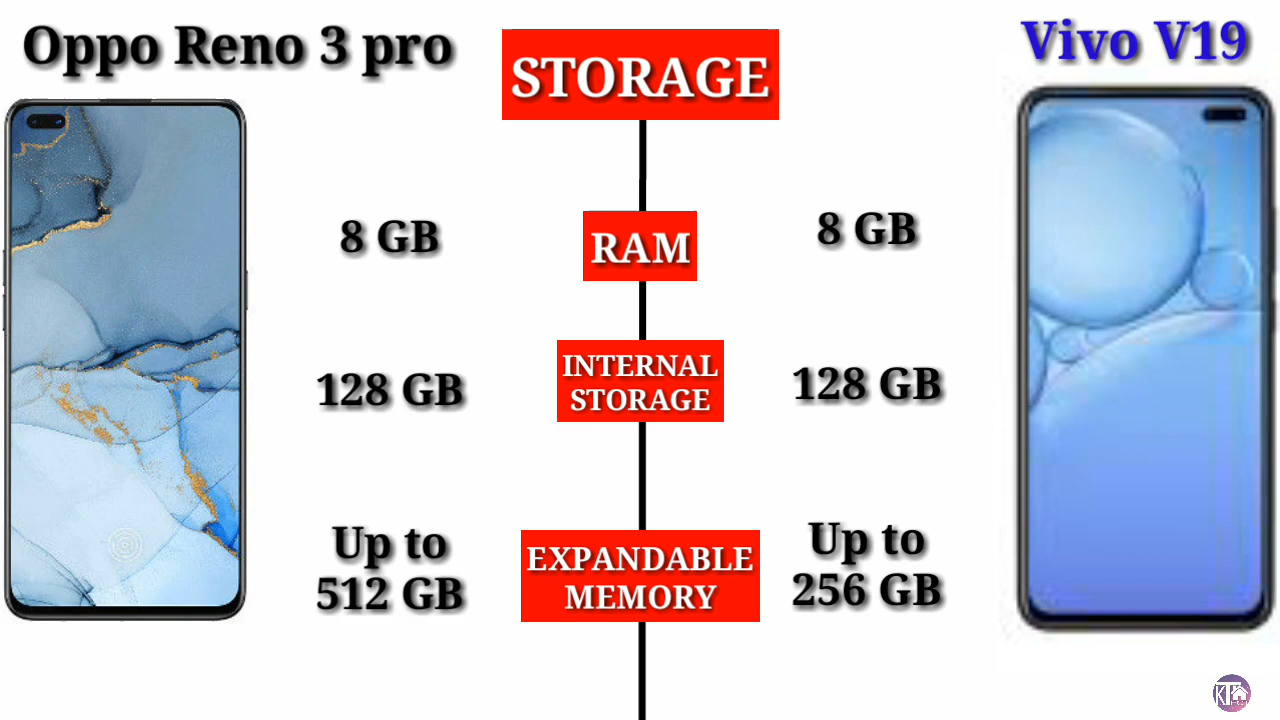 Oppo Reno 3 pro
STORAGE
Vivo V19
8 GB
RAM
8 GB
128 GB
INTERNAL
STORAGE
128 GB
Up to
512 GB
EXPANDABLE
MEMORY
Up to
256 GB